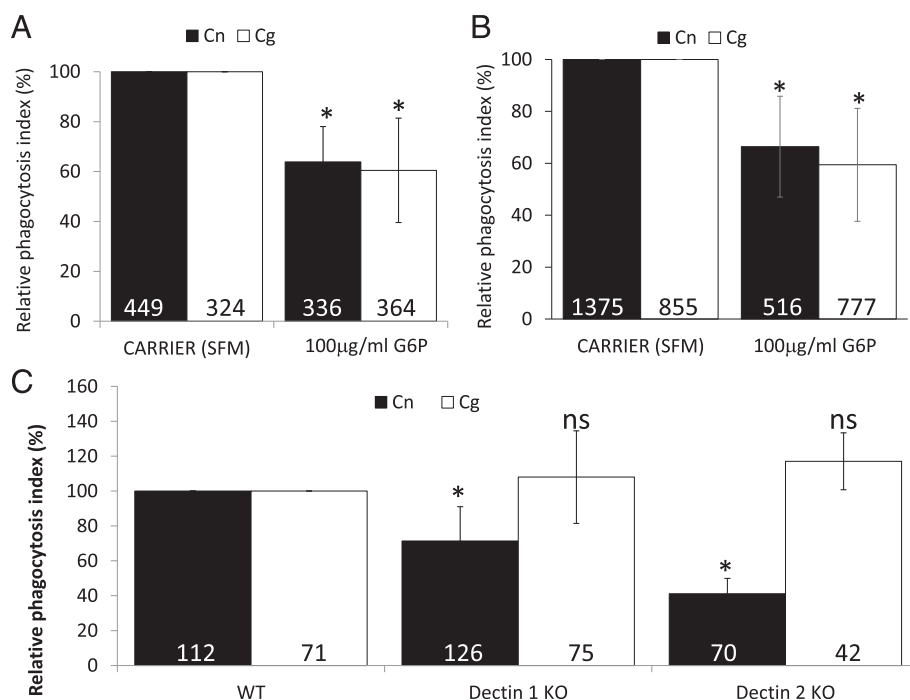 A
Cn Cg
Relative phagocytosis index (%)
100
80
60
40
20
0
* *
449 324 336 364
CARRIER (SFM) 100μg/ml G6P
B
Cn Cg
Relative phagocytosis index (%)
100
80
60
40
20
0
* *
1375 855 516 777
CARRIER (SFM) 100μg/ml G6P
C
Cn Cg
Relative phagocytosis index (%)
160
140
120
100
80
60
40
20
0
* ns * ns
112 71 126 75 70 42
WT Dectin 1 KO Dectin 2 KO